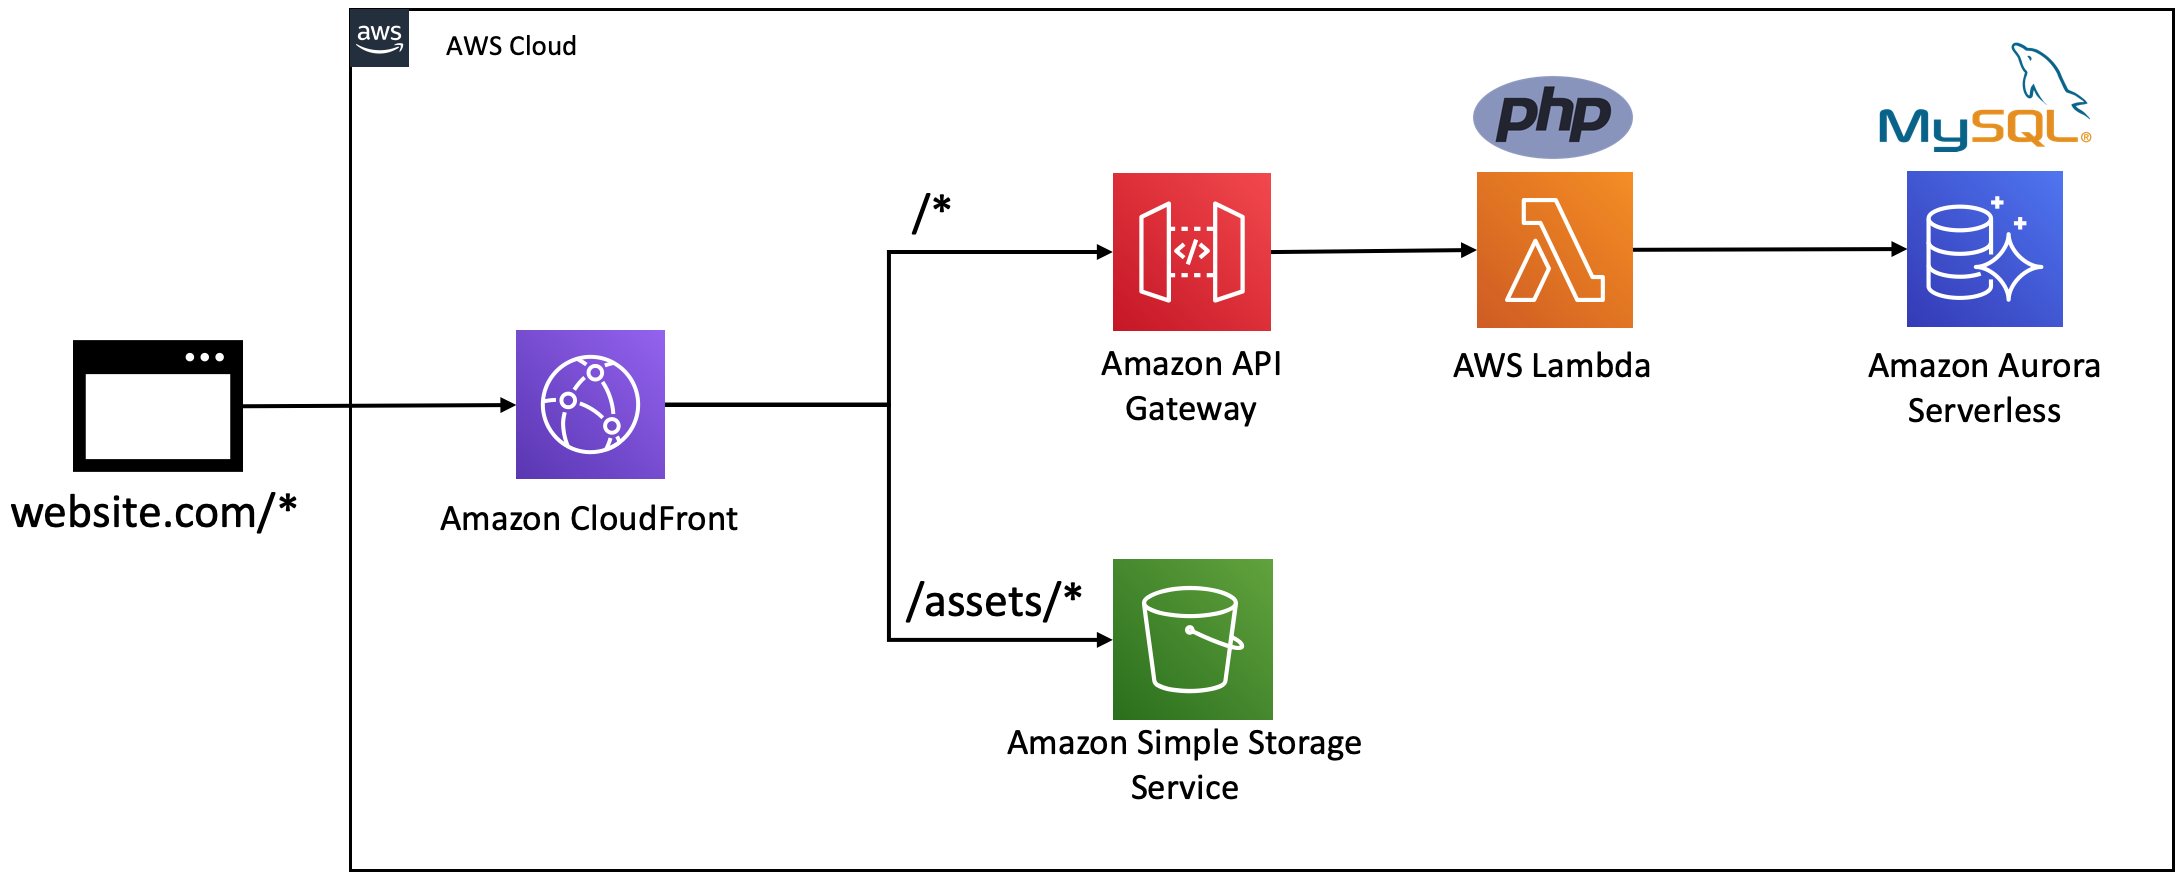 aws
AWS Cloud
php
MySQL®
/*
Amazon API
Gateway
AWS Lambda
Amazon Aurora
Serverless
website.com/*
Amazon CloudFront
/assets/*
Amazon Simple Storage
Service